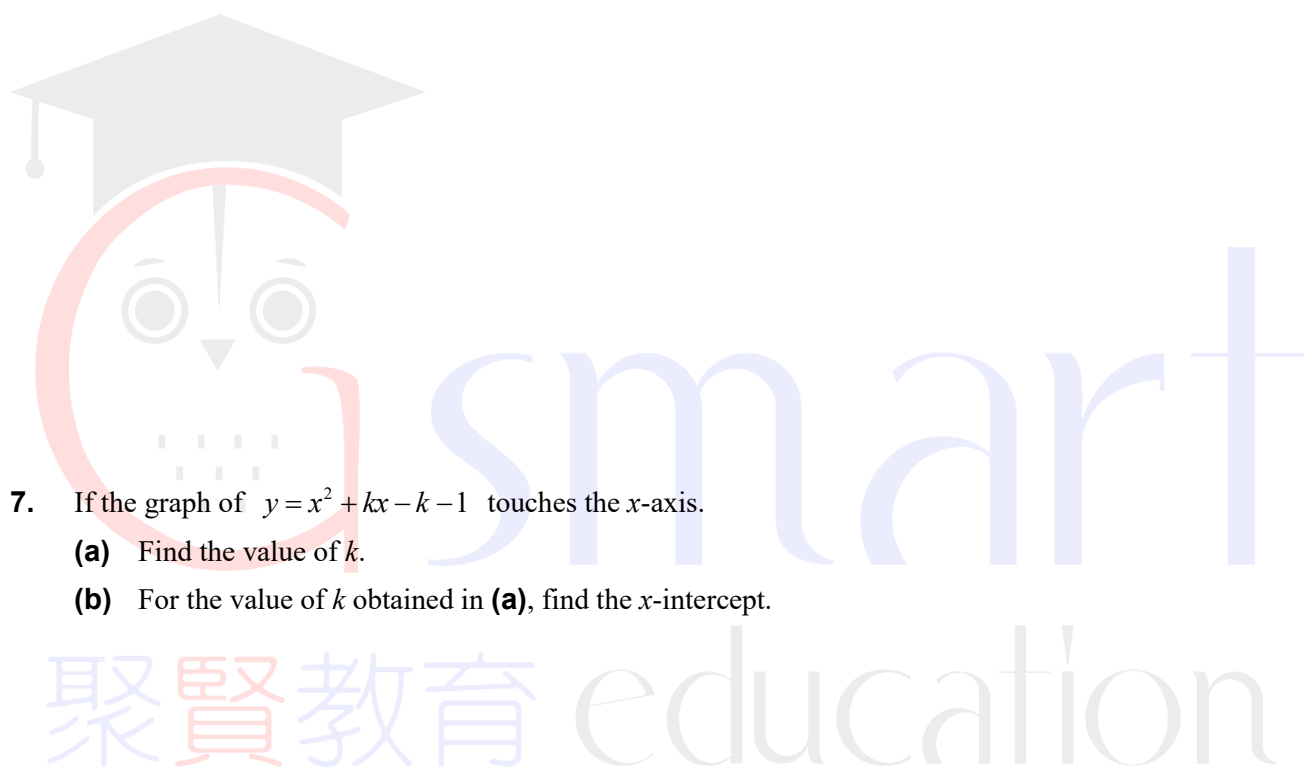 Gsmart
7. If the graph of y = x² + kx − k − 1 touches the x-axis.
(a) Find the value of k.
(b) For the value of k obtained in (a), find the x-intercept.
聚賢教育 education